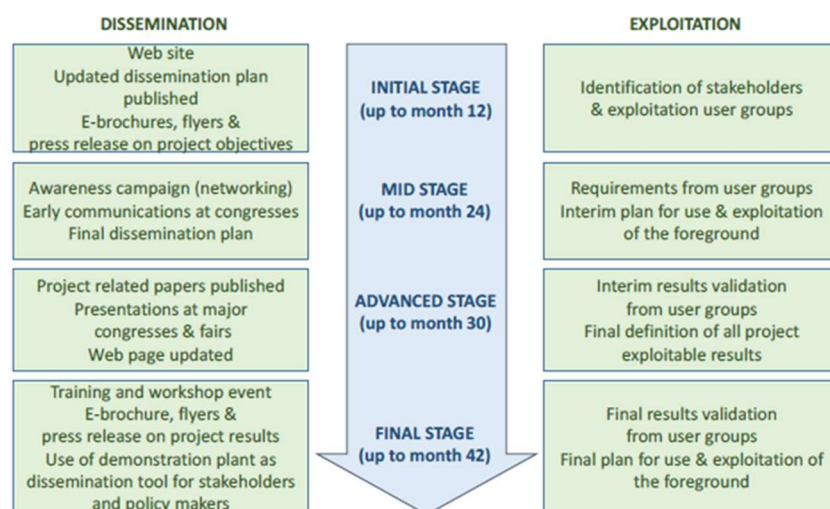 DISSEMINATION
EXPLOITATION
Web site
Updated dissemination plan
published
E-brochures, flyers &
press release on project objectives
INITIAL STAGE
(up to month 12)
Identification of stakeholders
& exploitation user groups
Awareness campaign (networking)
Early communications at congresses
Final dissemination plan
MID STAGE
(up to month 24)
Requirements from user groups
Interim plan for use & exploitation
of the foreground
Project related papers published
Presentations at major
congresses & fairs
Web page updated
ADVANCED STAGE
(up to month 30)
Interim results validation
from user groups
Final definition of all project
exploitable results
Training and workshop event
E-brochure, flyers &
press release on project results
Use of demonstration plant as
dissemination tool for stakeholders
and policy makers
FINAL STAGE
(up to month 42)
Final results validation
from user groups
Final plan for use & exploitation of
the foreground